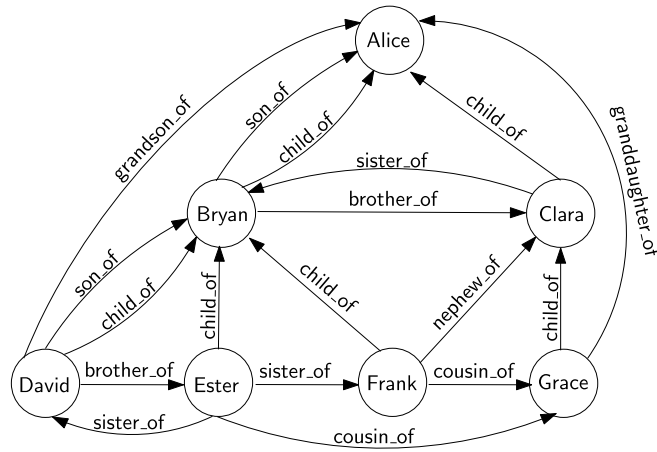 Alice
grandson_of
son_of
child_of
child_of
granddaughter_of
sister_of
brother_of
Bryan
Clara
son_of
child_of
child_of
child_of
nephew_of
child_of
David
brother_of
Ester
sister_of
Frank
cousin_of
Grace
sister_of
cousin_of